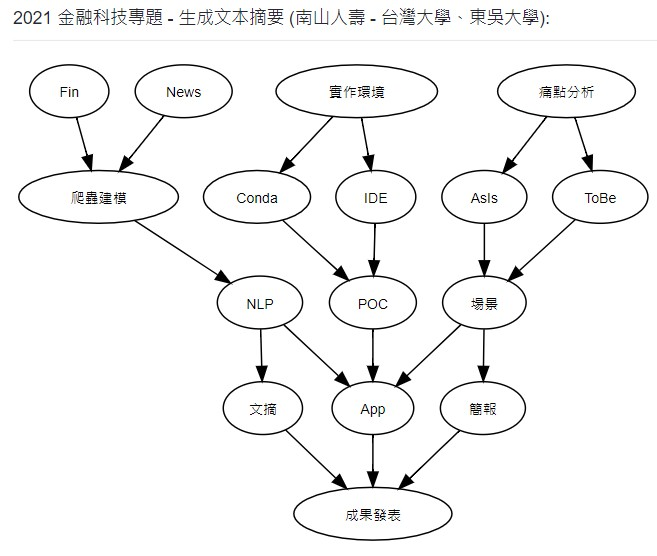 2021 金融科技專題 - 生成文本摘要 (南山人壽 - 台灣大學、東吳大學):
Fin
News
實作環境
痛點分析
爬蟲建模
Conda
IDE
AsIs
ToBe
NLP
POC
場景
文摘
App
簡報
成果發表